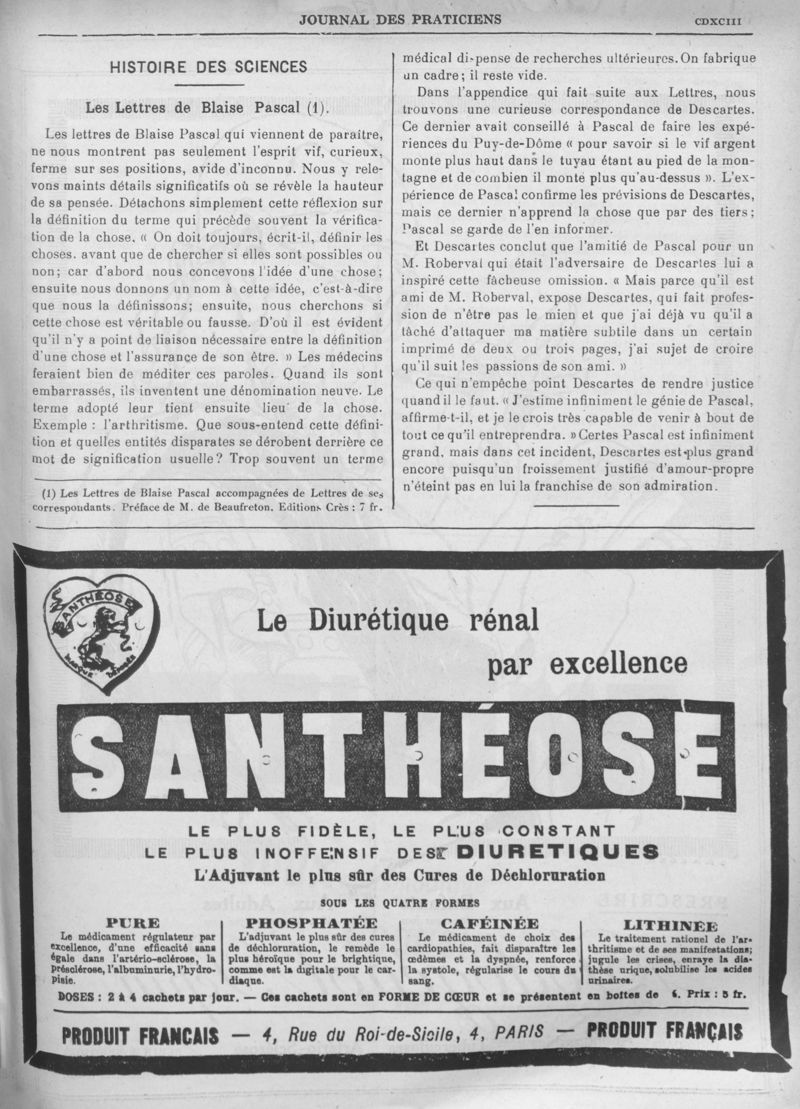 JOURNAL DES PRATICIENS
CDXCIII
HISTOIRE DES SCIENCES
Les Lettres de Blaise Pascal (1).
Les lettres de Blaise Pascal qui viennent de paraître,
ne nous montrent pas seulement l'esprit vif, curieux,
ferme sur ses positions, avide d'inconnu. Nous y rele-
vons maints détails significatifs où se révèle la hauteur
de sa pensée. Détachons simplement cette réflexion sur
la définition du terme qui précède souvent la vérifica-
tion de la chose. « On doit toujours, écrit-il, définir les
choses. avant que de chercher si elles sont possibles ou
non; car d'abord nous concevons l'idée d'une chose;
ensuite nous donnons un nom à cette idée, c'est-à-dire
que nous la définissons; ensuite, nous cherchons si
cette chose est véritable ou fausse. D'où il est évident
qu'il n'y a point de liaison nécessaire entre la définition
d'une chose et l'assurance de son être. » Les médecins
feraient bien de méditer ces paroles. Quand ils sont
embarrassés, ils inventent une dénomination neuve. Le
terme adopté leur tient ensuite lieu de la chose.
Exemple : l'arthritisme. Que sous-entend cette défini-
tion et quelles entités disparates se dérobent derrière ce
mot de signification usuelle? Trop souvent un terme
(1) Les Lettres de Blaise Pascal accompagnées de Lettres de ses
correspondants. Préface de M. de Beaufreton. Editions Crès : 7 fr.
médical dispense de recherches ultérieures. On fabrique
un cadre; il reste vide.
Dans l'appendice qui fait suite aux Lettres, nous
trouvons une curieuse correspondance de Descartes.
Ce dernier avait conseillé à Pascal de faire les expé-
riences du Puy-de-Dôme « pour savoir si le vif argent
monte plus haut dans le tuyau étant au pied de la mon-
tagne et de combien il monte plus qu'au-dessus ». L'ex-
périence de Pascal confirme les prévisions de Descartes,
mais ce dernier n'apprend la chose que par des tiers;
Pascal se garde de l'en informer.
Et Descartes conclut que l'amitié de Pascal pour un
M. Roberval qui était l'adversaire de Descartes lui a
inspiré cette fâcheuse omission. « Mais parce qu'il est
ami de M. Roberval, expose Descartes, qui fait profes-
sion de n'être pas le mien et que j'ai déjà vu qu'il a
tâché d'attaquer ma matière subtile dans un certain
imprimé de deux ou trois pages, j'ai sujet de croire
qu'il suit les passions de son ami. »
Ce qui n'empêche point Descartes de rendre justice
quand il le faut. « J'estime infiniment le génie de Pascal,
affirme-t-il, et je le crois très capable de venir à bout de
tout ce qu'il entreprendra. » Certes Pascal est infiniment
grand, mais dans cet incident, Descartes est plus grand
encore puisqu'un froissement justifié d'amour-propre
n'éteint pas en lui la franchise de son admiration.
SANTHÉOSE
Marque déposée
Le Diurétique rénal
par excellence
SANTHÉOSE
LE PLUS FIDÈLE, LE PLUS CONSTANT
LE PLUS INOFFENSIF DES DIURETIQUES
L'Adjuvant le plus sûr des Cures de Déchloruration
SOUS LES QUATRE FORMES
PURE
Le médicament régulateur par
excellence, d'une efficacité sans
égale dans l'artério-sclérose, la
présclérose, l'albuminurie, l'hydro-
pisie.
PHOSPHATÉE
L'adjuvant le plus sûr des cures
de déchloruration, le remède le
plus héroïque pour le brightique,
comme est la digitale pour le car-
diaque.
CAFÉINÉE
Le médicament de choix des
cardiopathies, fait disparaître les
œdèmes et la dyspnée, renforce
la systole, régularise le cours du
sang.
LITHINÉE
Le traitement rationel de l'ar-
thritisme et de ses manifestations;
jugule les crises, enraye la dia-
thèse urique, solubilise les acides
urinaires.
DOSES : 2 à 4 cachets par jour. — Ces cachets sont en FORME DE CŒUR et se présentent en boîtes de 24. Prix : 5 fr.
PRODUIT FRANÇAIS — 4, Rue du Roi-de-Sicile, 4, PARIS — PRODUIT FRANÇAIS